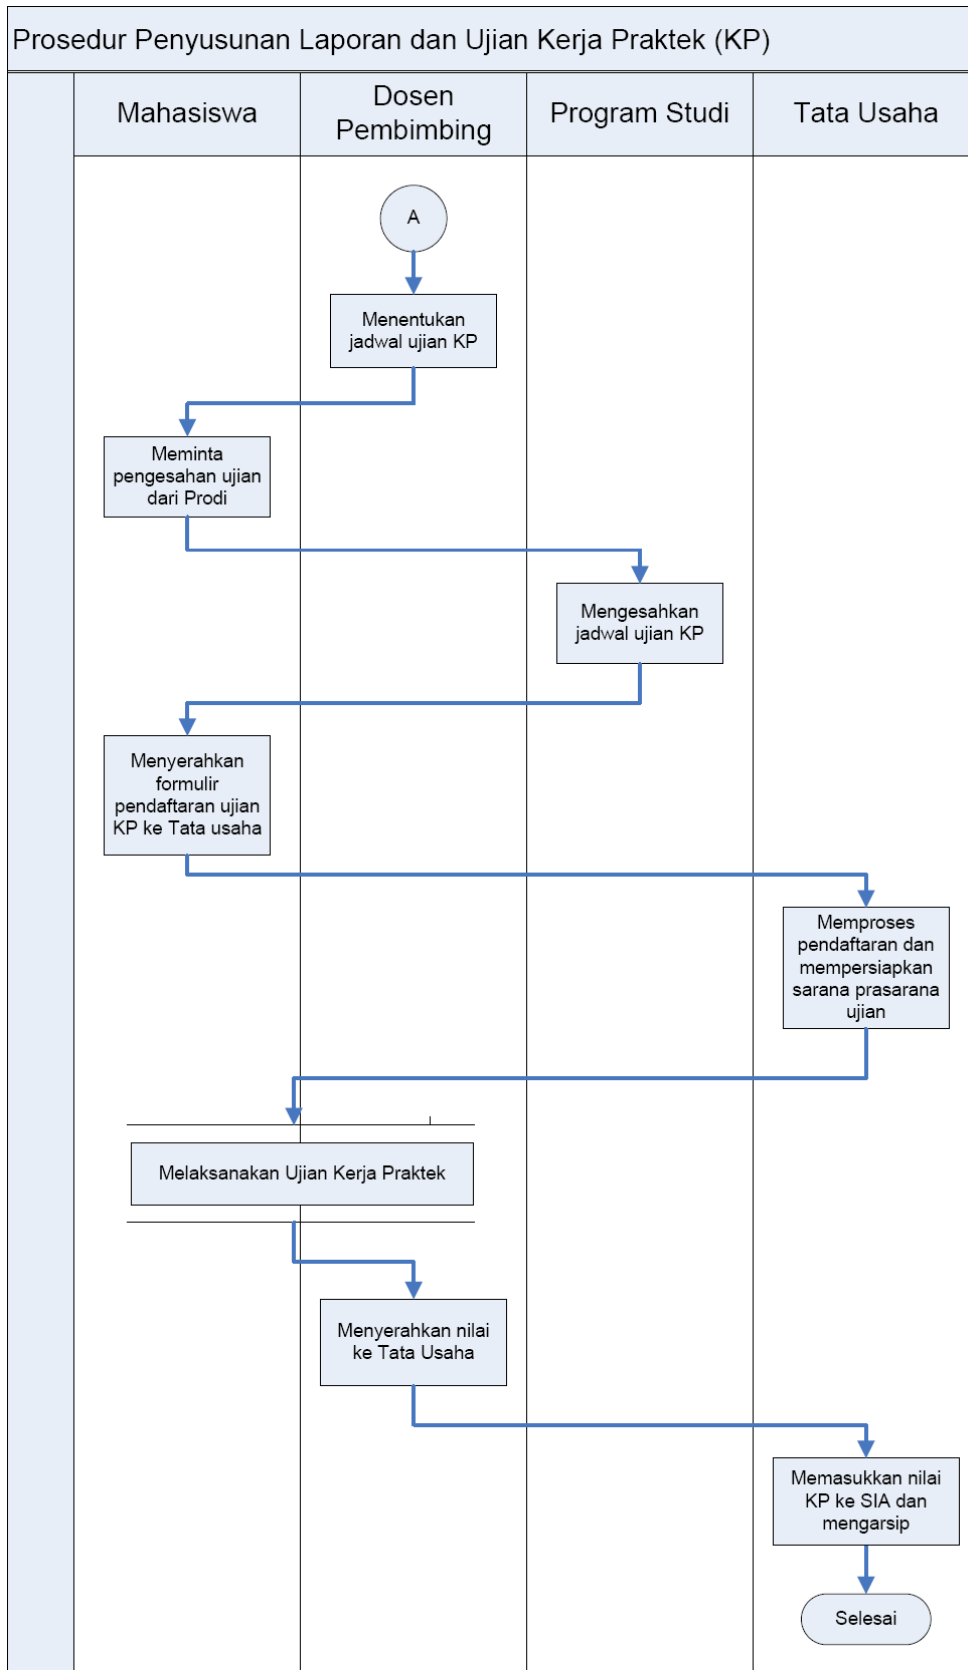 Prosedur Penyusunan Laporan dan Ujian Kerja Praktek (KP)
Mahasiswa
Dosen
Pembimbing
Program Studi
Tata Usaha
A
Menentukan
jadwal ujian KP
Meminta
pengesahan ujian
dari Prodi
Mengesahkan
jadwal ujian KP
Menyerahkan
formulir
pendaftaran ujian
KP ke Tata usaha
Memproses
pendaftaran dan
mempersiapkan
sarana prasarana
ujian
Melaksanakan Ujian Kerja Praktek
Menyerahkan nilai
ke Tata Usaha
Memasukkan nilai
KP ke SIA dan
mengarsip
Selesai